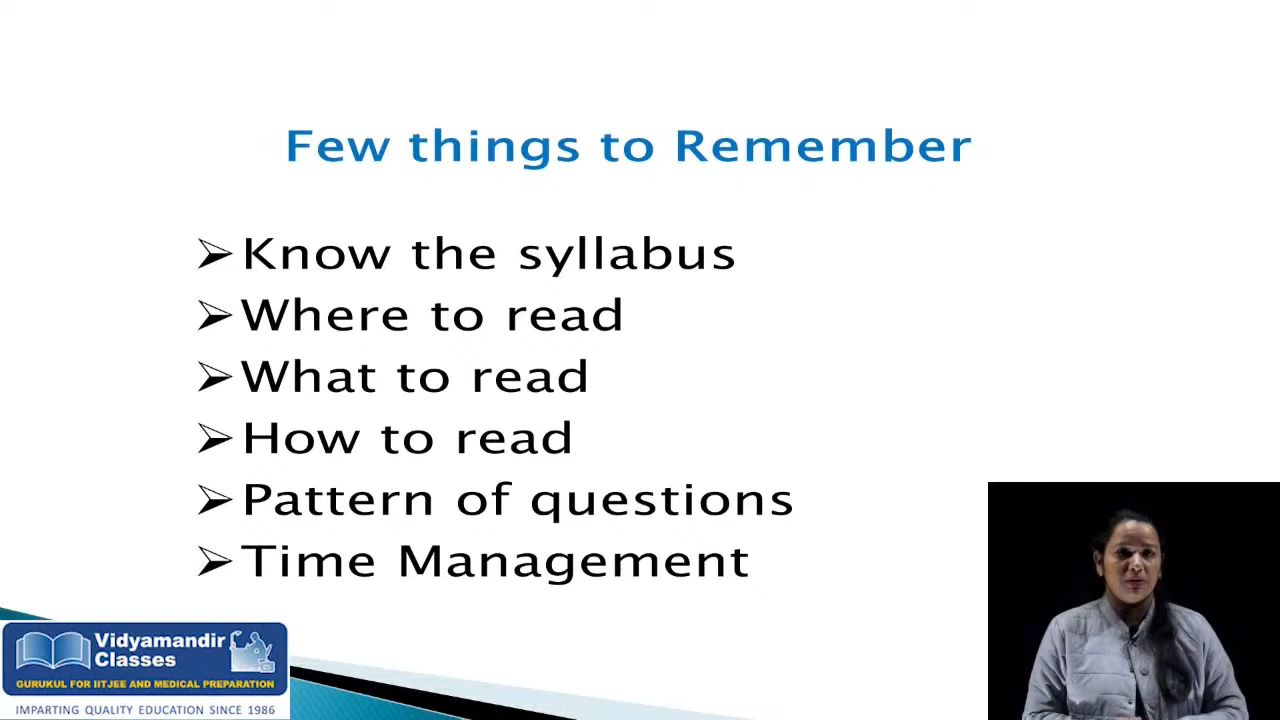 Few things to Remember
➢Know the syllabus
➢Where to read
➢What to read
➢How to read
➢Pattern of questions
➢Time Management
Vidyamandir
Classes
GURUKUL FOR IITJEE AND MEDICAL PREPARATION
IMPARTING QUALITY EDUCATION SINCE 1986